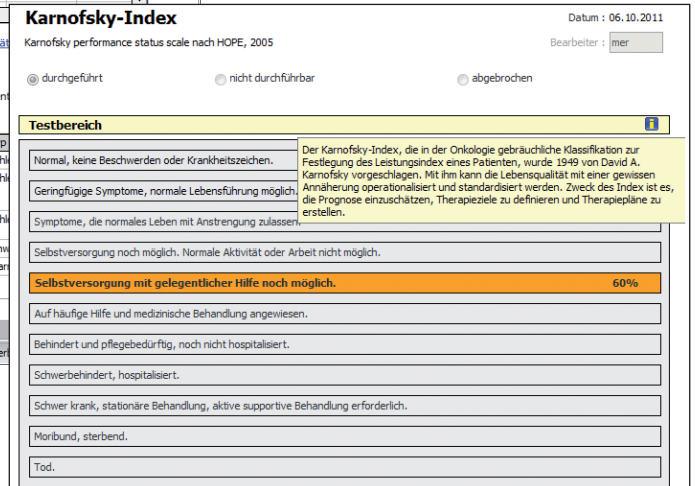 Karnofsky-Index
Datum : 06.10.2011
Karnofsky performance status scale nach HOPE, 2005
Bearbeiter : mer
durchgeführt
nicht durchführbar
abgebrochen
Testbereich
Der Karnofsky-Index, die in der Onkologie gebräuchliche Klassifikation zur
Festlegung des Leistungsindex eines Patienten, wurde 1949 von David A.
Karnofsky vorgeschlagen. Mit ihm kann die Lebensqualität mit einer gewissen
Annäherung operationalisiert und standardisiert werden. Zweck des Index ist es,
die Prognose einzuschätzen, Therapieziele zu definieren und Therapiepläne zu
erstellen.
Normal, keine Beschwerden oder Krankheitszeichen.
Geringfügige Symptome, normale Lebensführung möglich.
Symptome, die normales Leben mit Anstrengung zulassen
Selbstversorgung noch möglich. Normale Aktivität oder Arbeit nicht möglich.
Selbstversorgung mit gelegentlicher Hilfe noch möglich. 60%
Auf häufige Hilfe und medizinische Behandlung angewiesen.
Behindert und pflegebedürftig, noch nicht hospitalisiert.
Schwerbehindert, hospitalisiert.
Schwer krank, stationäre Behandlung, aktive supportive Behandlung erforderlich.
Moribund, sterbend.
Tod.